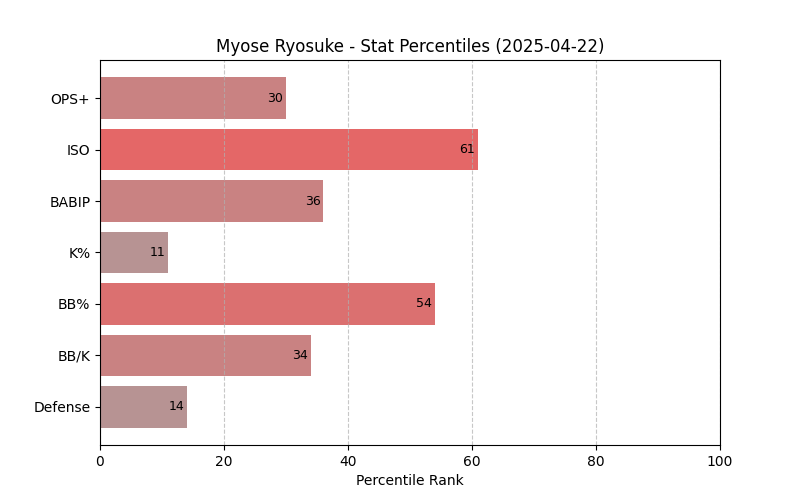 Myose Ryosuke - Stat Percentiles (2025-04-22)
OPS+ 30
ISO 61
BABIP 36
K% 11
BB% 54
BB/K 34
Defense 14
0 20 40 60 80 100
Percentile Rank